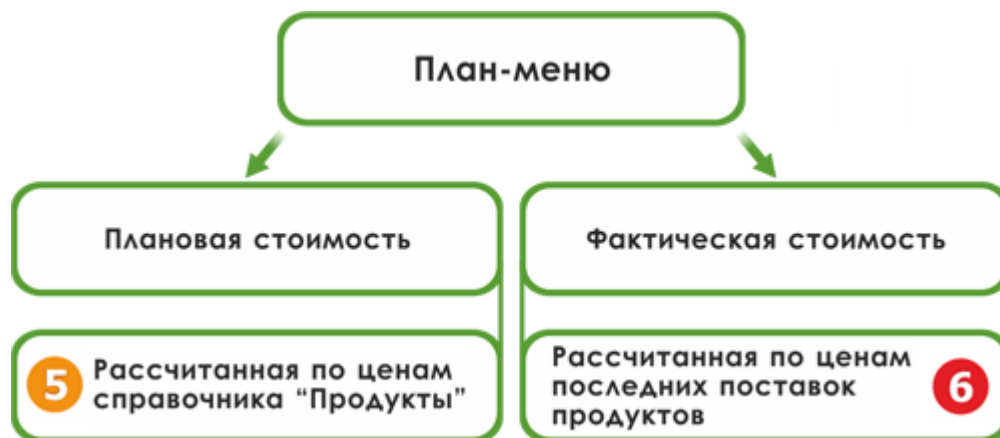 План-меню
Плановая стоимость
Фактическая стоимость
5
Рассчитанная по ценам
справочника "Продукты"
Рассчитанная по ценам
последних поставок
продуктов
6